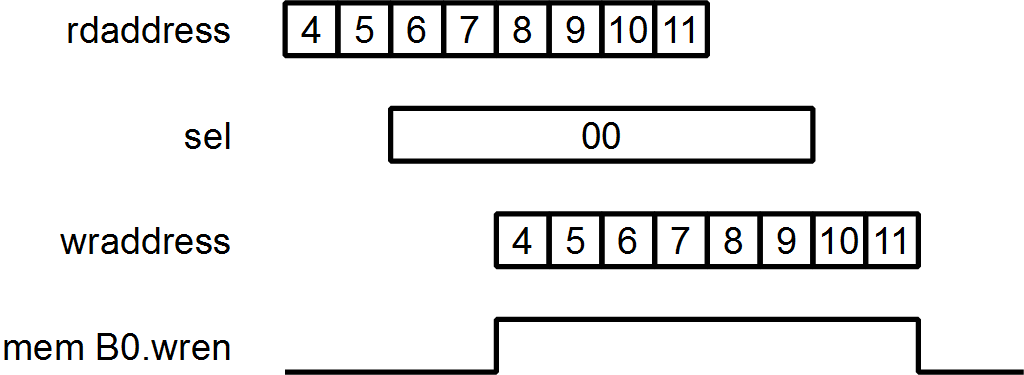 rdaddress 4 5 6 7 8 9 10 11
sel 00
wraddress 4 5 6 7 8 9 10 11
mem B0.wren